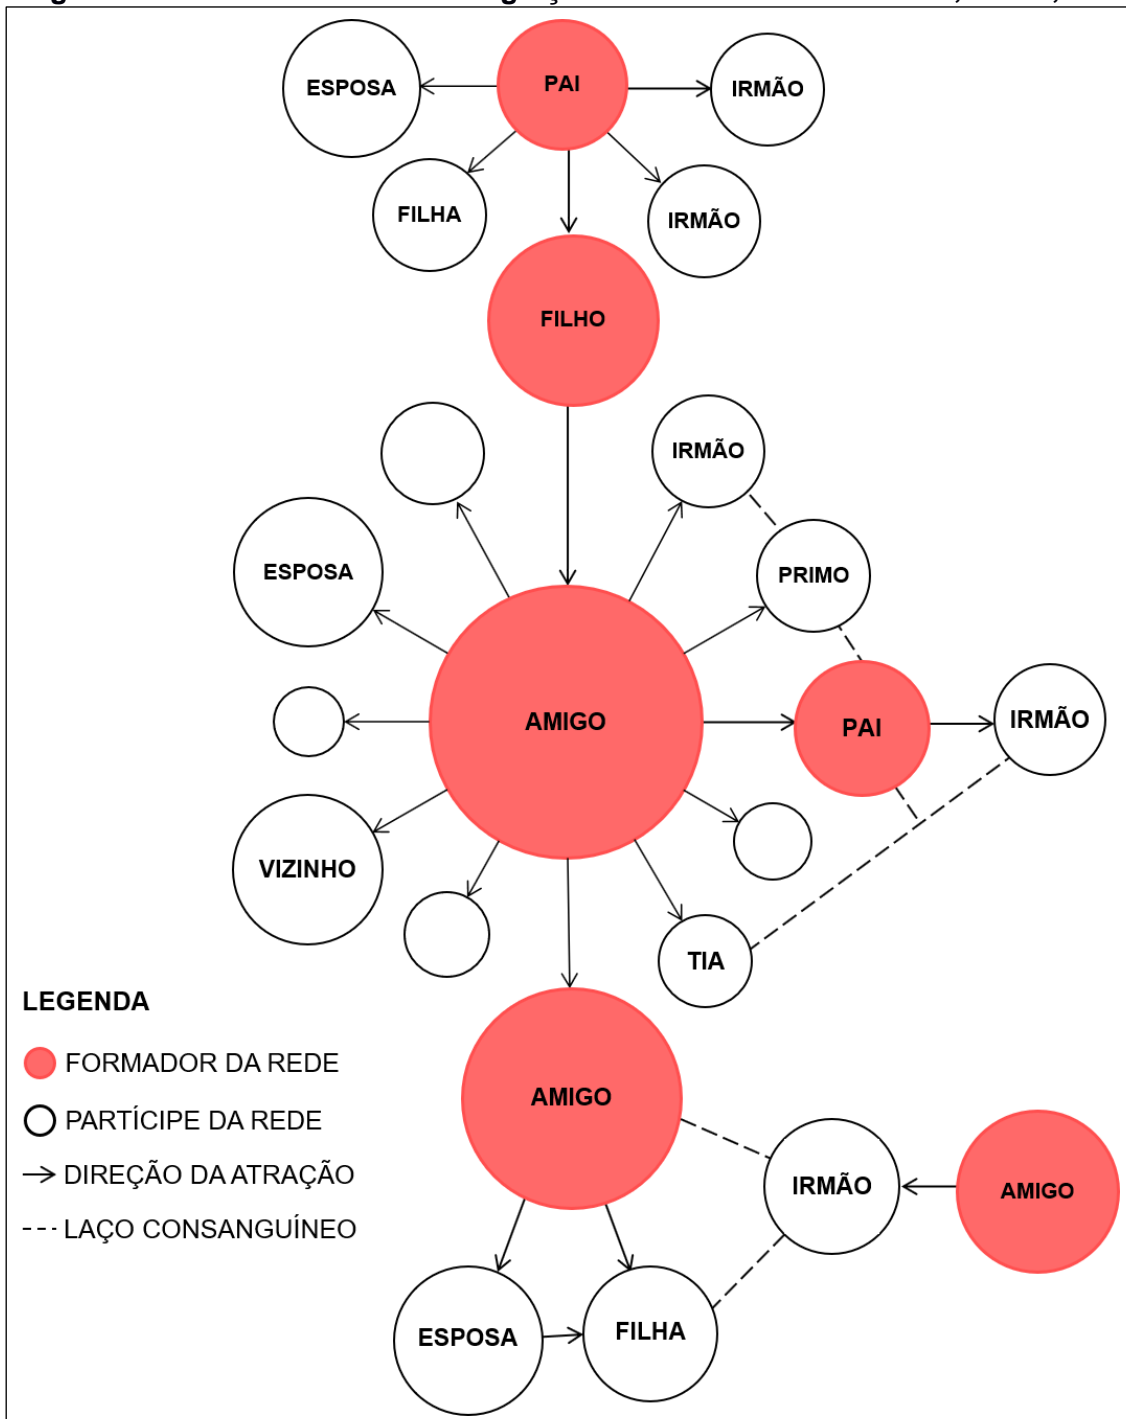 PAI
ESPOSA
IRMÃO
FILHA
IRMÃO
FILHO
IRMÃO
ESPOSA
PRIMO
AMIGO
PAI
IRMÃO
VIZINHO
TIA
LEGENDA
FORMADOR DA REDE
PARTÍCIPE DA REDE
DIREÇÃO DA ATRAÇÃO
LAÇO CONSANGUÍNEO
AMIGO
IRMÃO
AMIGO
ESPOSA
FILHA